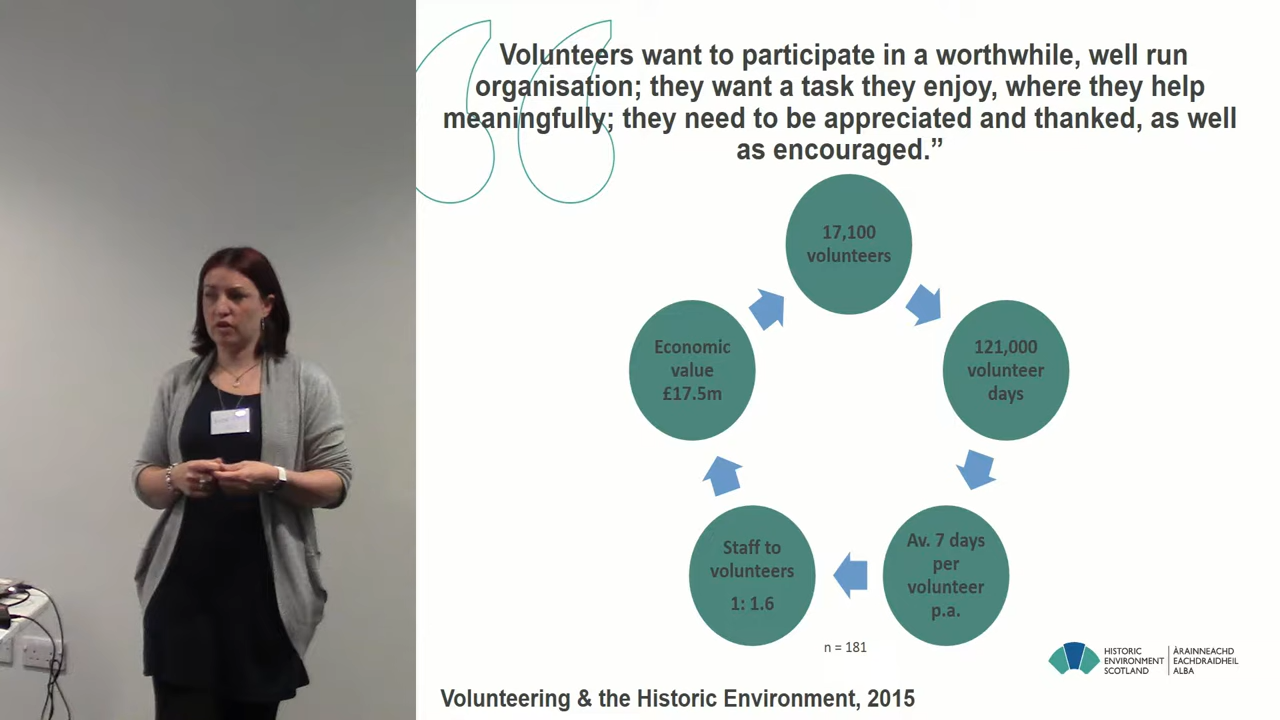 Volunteers want to participate in a worthwhile, well run
organisation; they want a task they enjoy, where they help
meaningfully; they need to be appreciated and thanked, as well
as encouraged.”
17,100
volunteers
121,000
volunteer
days
Av. 7 days
per
volunteer
p.a.
Staff to
volunteers
1: 1.6
Economic
value
£17.5m
n = 181
HISTORIC
ENVIRONMENT
SCOTLAND
ÀRAINNEACHD
EACHDRAIDHEIL
ALBA
Volunteering & the Historic Environment, 2015